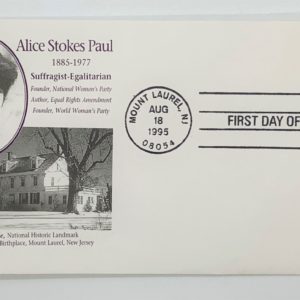 Alice Stokes Paul
1885-1977
Suffragist-Egalitarian
Founder, National Women's Party
Author, Equal Rights Amendment
Founder, World Woman's Party
MOUNT LAUREL, NJ
AUG
18
1995
08054
FIRST DAY OF
National Historic Landmark
Birthplace, Mount Laurel, New Jersey